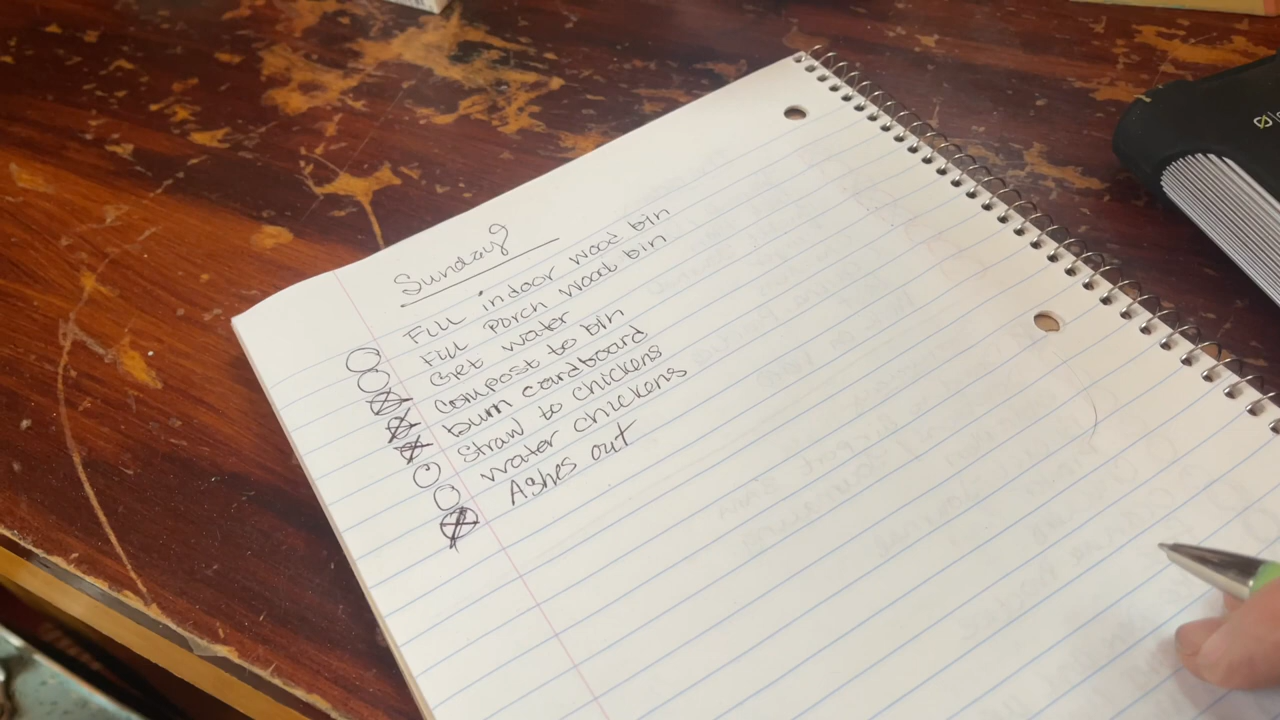 Sunday
Fill indoor wood bin
Fill Porch wood bin
Get water
Compost to bin
burn cardboard
Straw to chickens
water chickens
Ashes out